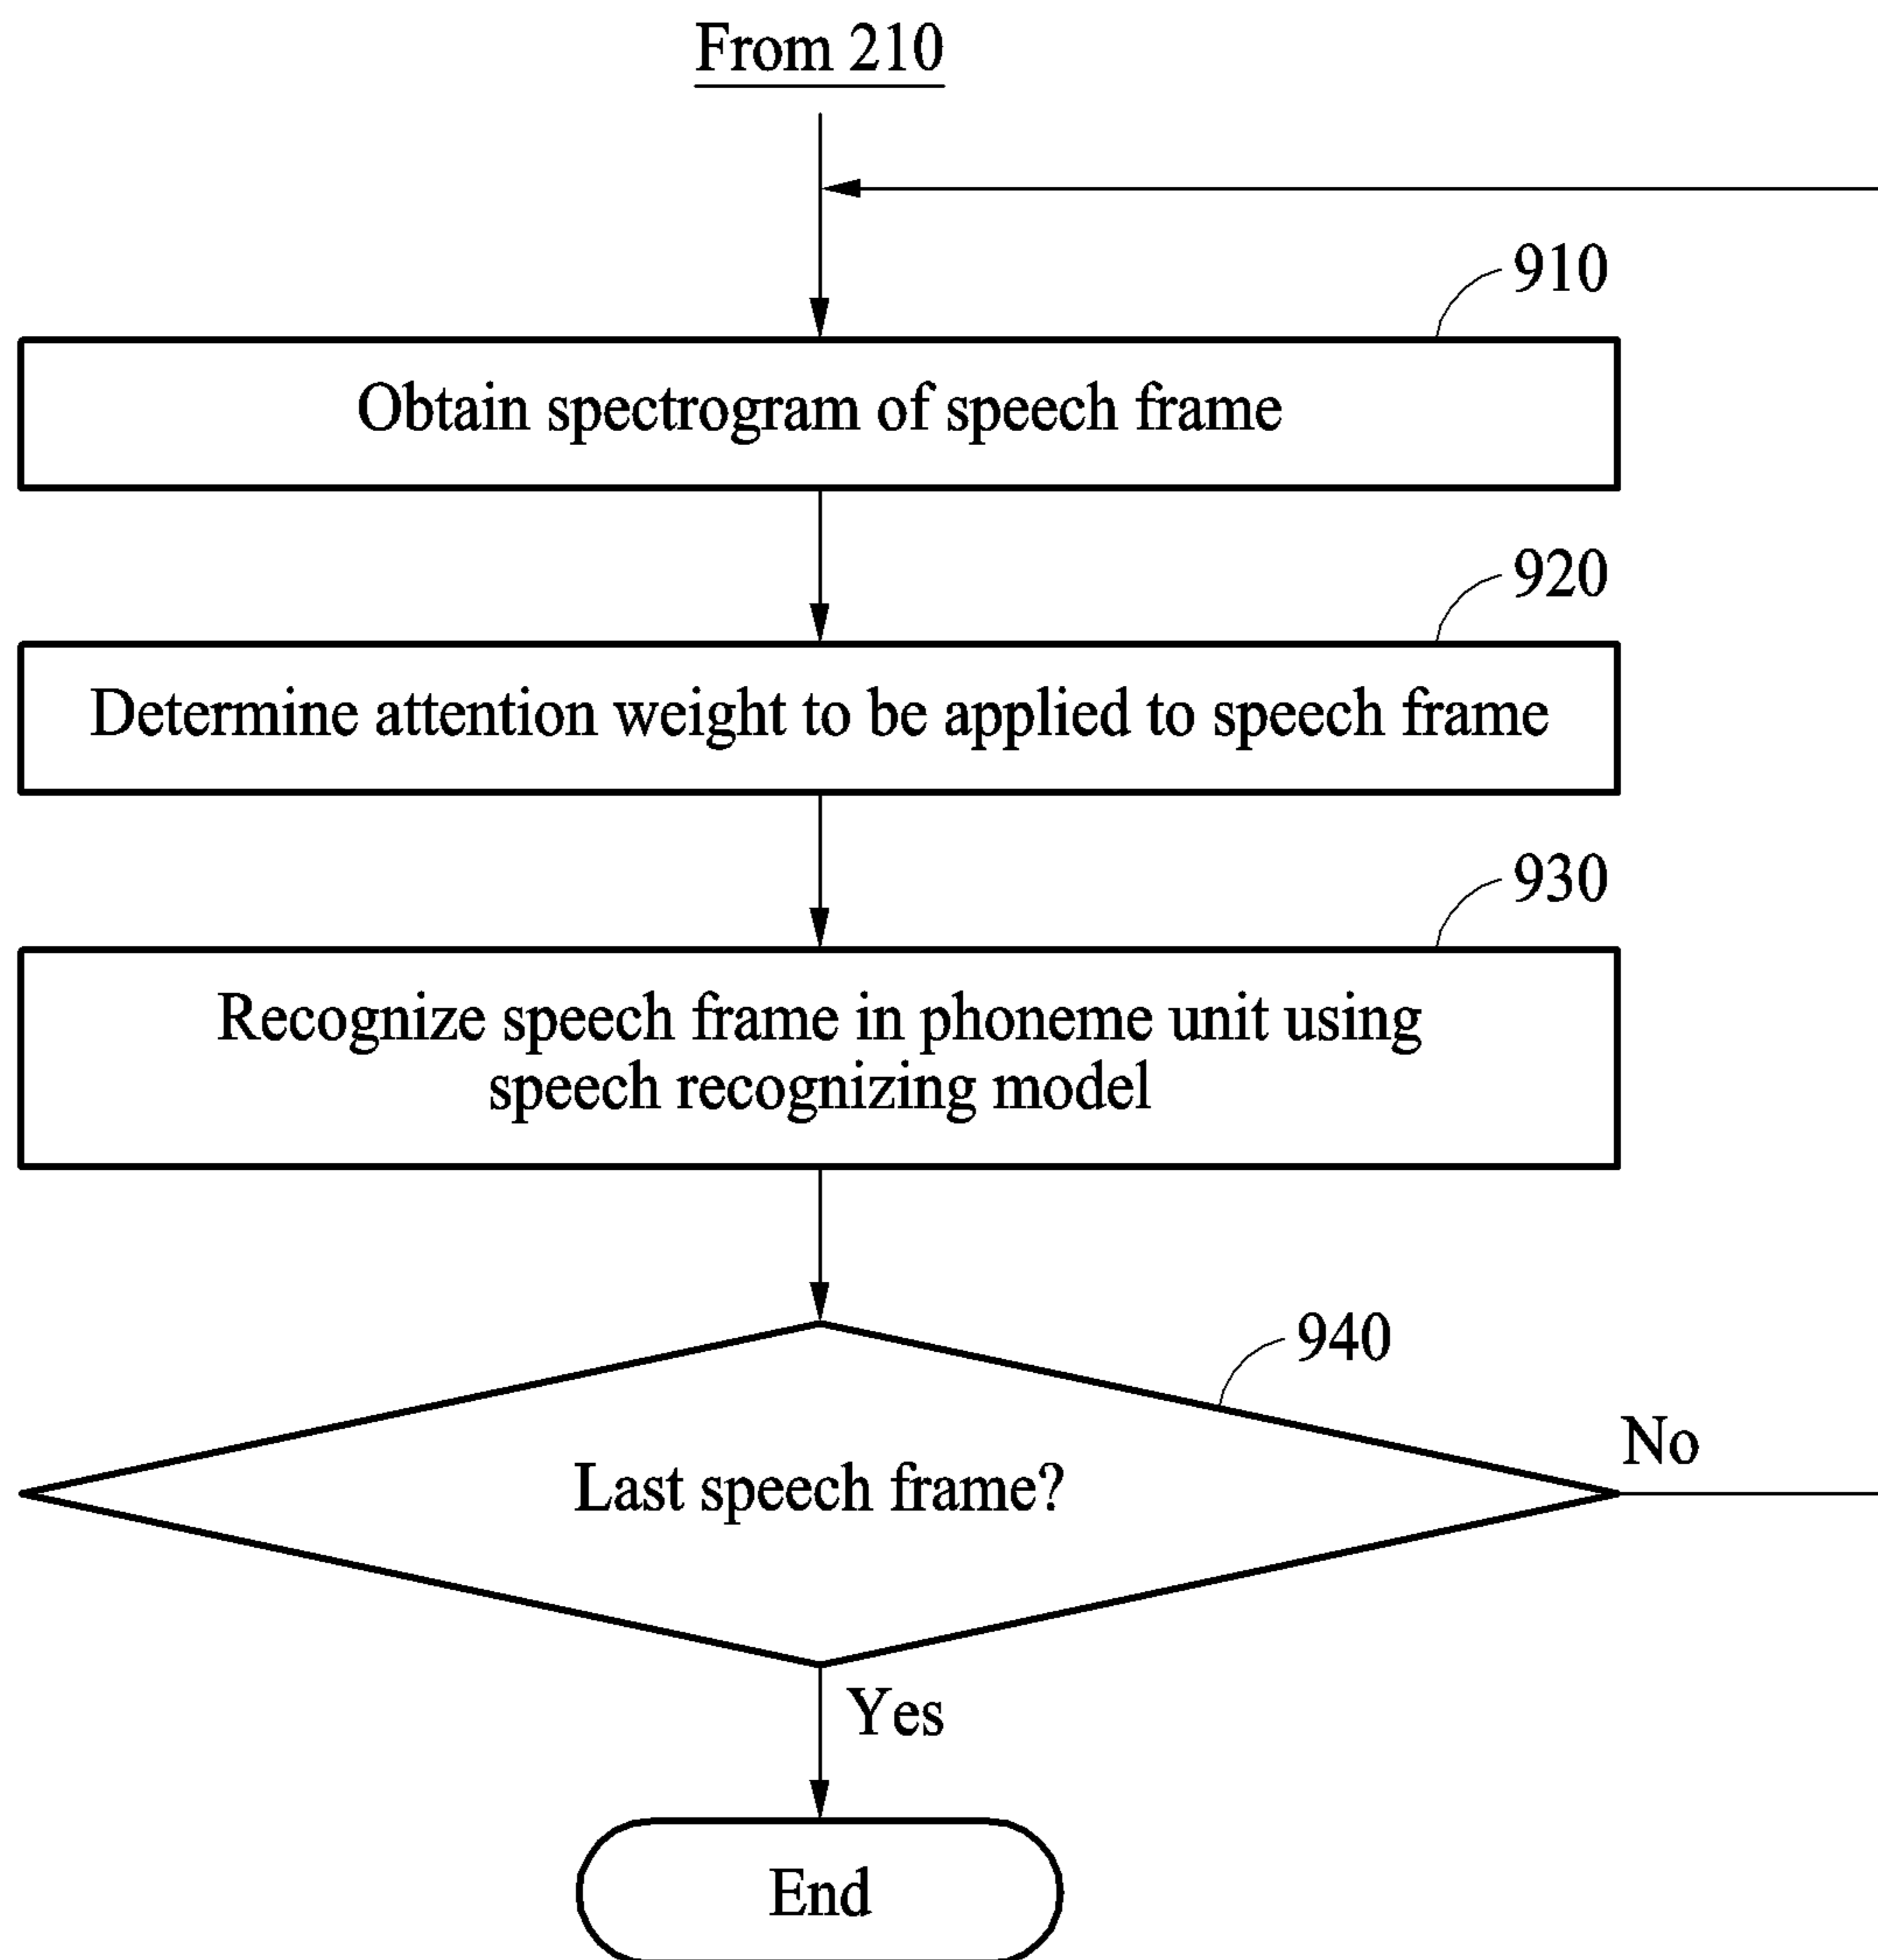 From 210
910
Obtain spectrogram of speech frame
920
Determine attention weight to be applied to speech frame
930
Recognize speech frame in phoneme unit using
speech recognizing model
940
Last speech frame?
No
Yes
End